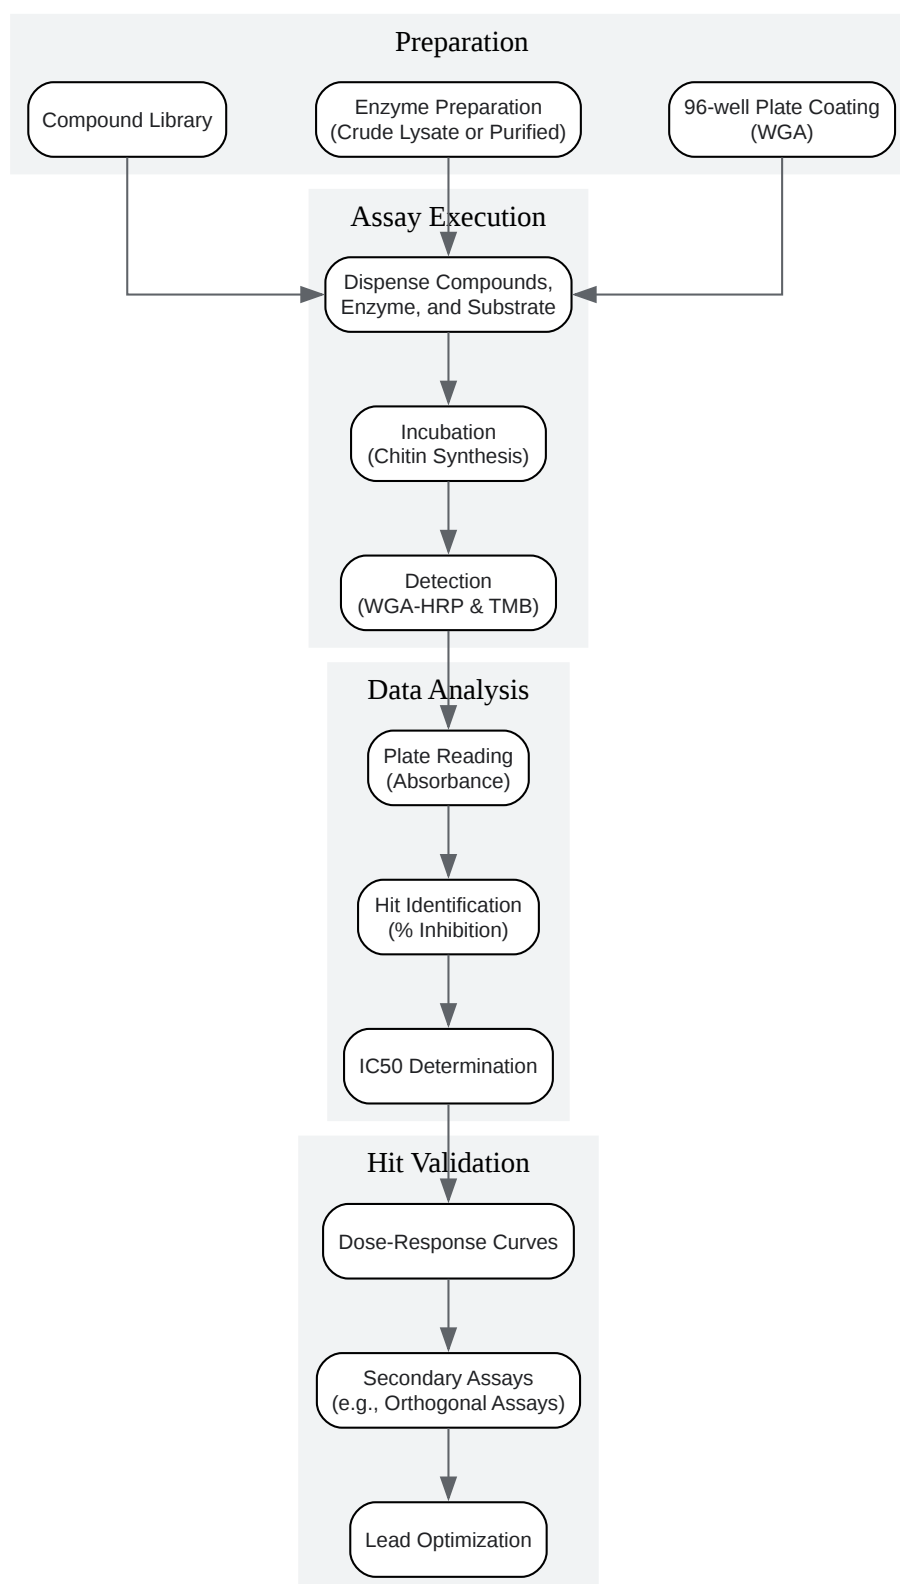 Preparation
Compound Library
Enzyme Preparation
(Crude Lysate or Purified)
96-well Plate Coating
(WGA)
Assay Execution
Dispense Compounds,
Enzyme, and Substrate
Incubation
(Chitin Synthesis)
Detection
(WGA-HRP & TMB)
Data Analysis
Plate Reading
(Absorbance)
Hit Identification
(% Inhibition)
IC50 Determination
Hit Validation
Dose-Response Curves
Secondary Assays
(e.g., Orthogonal Assays)
Lead Optimization